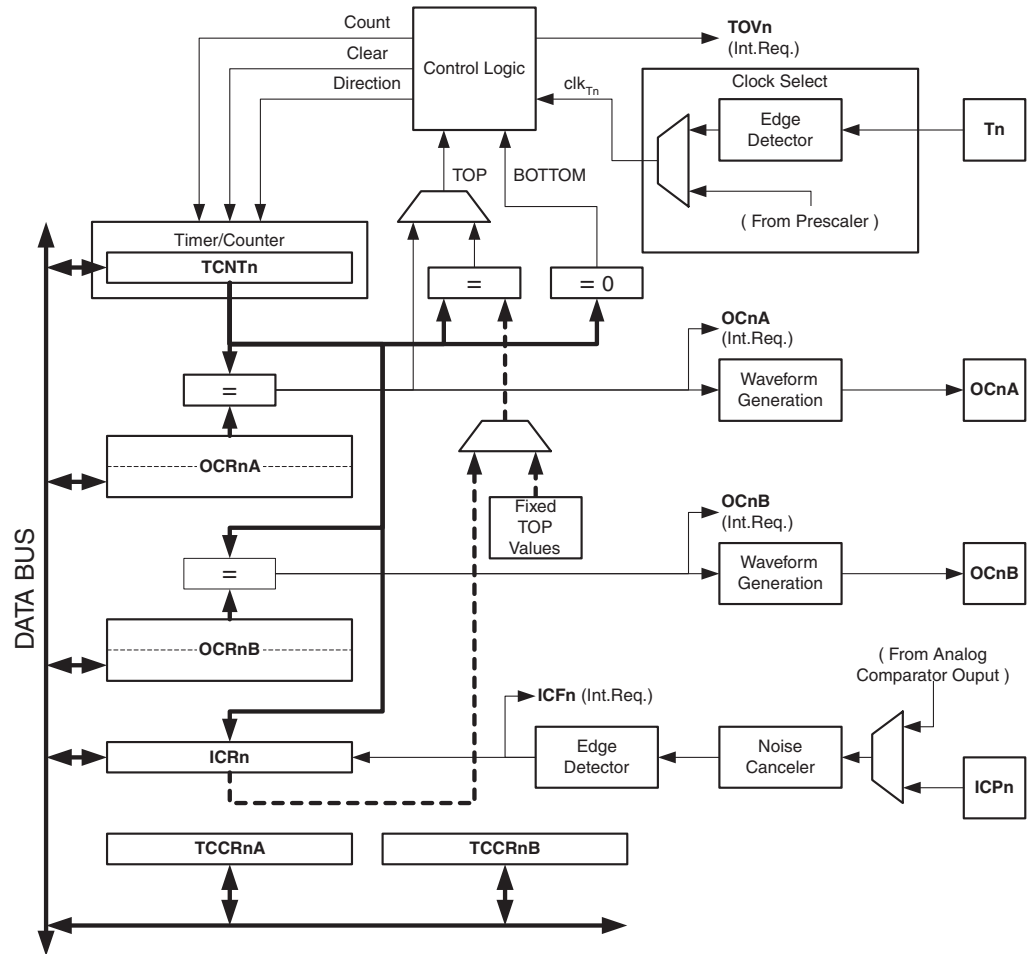 Count
Clear
Direction
Control Logic
TOVn
(Int.Req.)
clkTn
Clock Select
Edge
Detector
Tn
( From Prescaler )
TOP
BOTTOM
Timer/Counter
TCNTn
=
= 0
OCnA
(Int.Req.)
=
Waveform
Generation
OCnA
OCRnA
Fixed
TOP
Values
OCnB
(Int.Req.)
=
Waveform
Generation
OCnB
OCRnB
DATA BUS
( From Analog
Comparator Ouput )
ICFn (Int.Req.)
ICRn
Edge
Detector
Noise
Canceler
ICPn
TCCRnA
TCCRnB